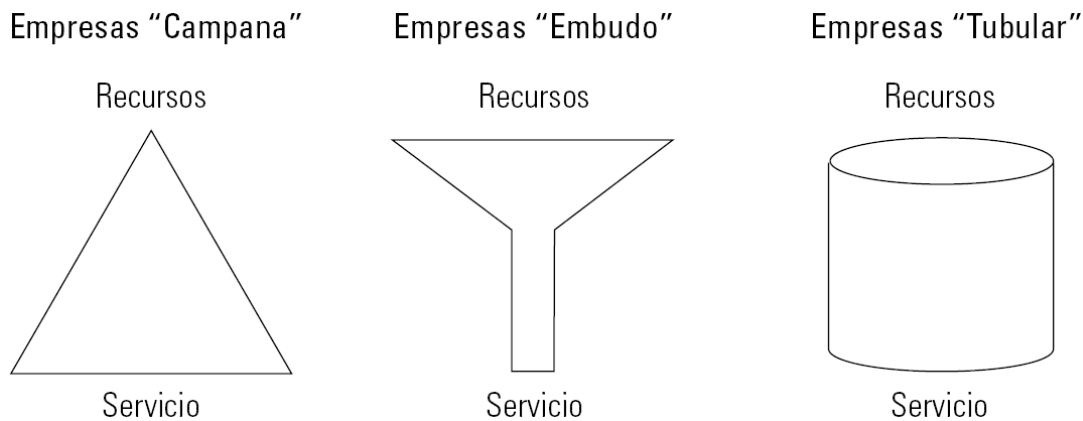 Empresas “Campana”
Recursos
Servicio
Empresas “Embudo”
Recursos
Servicio
Empresas “Tubular”
Recursos
Servicio